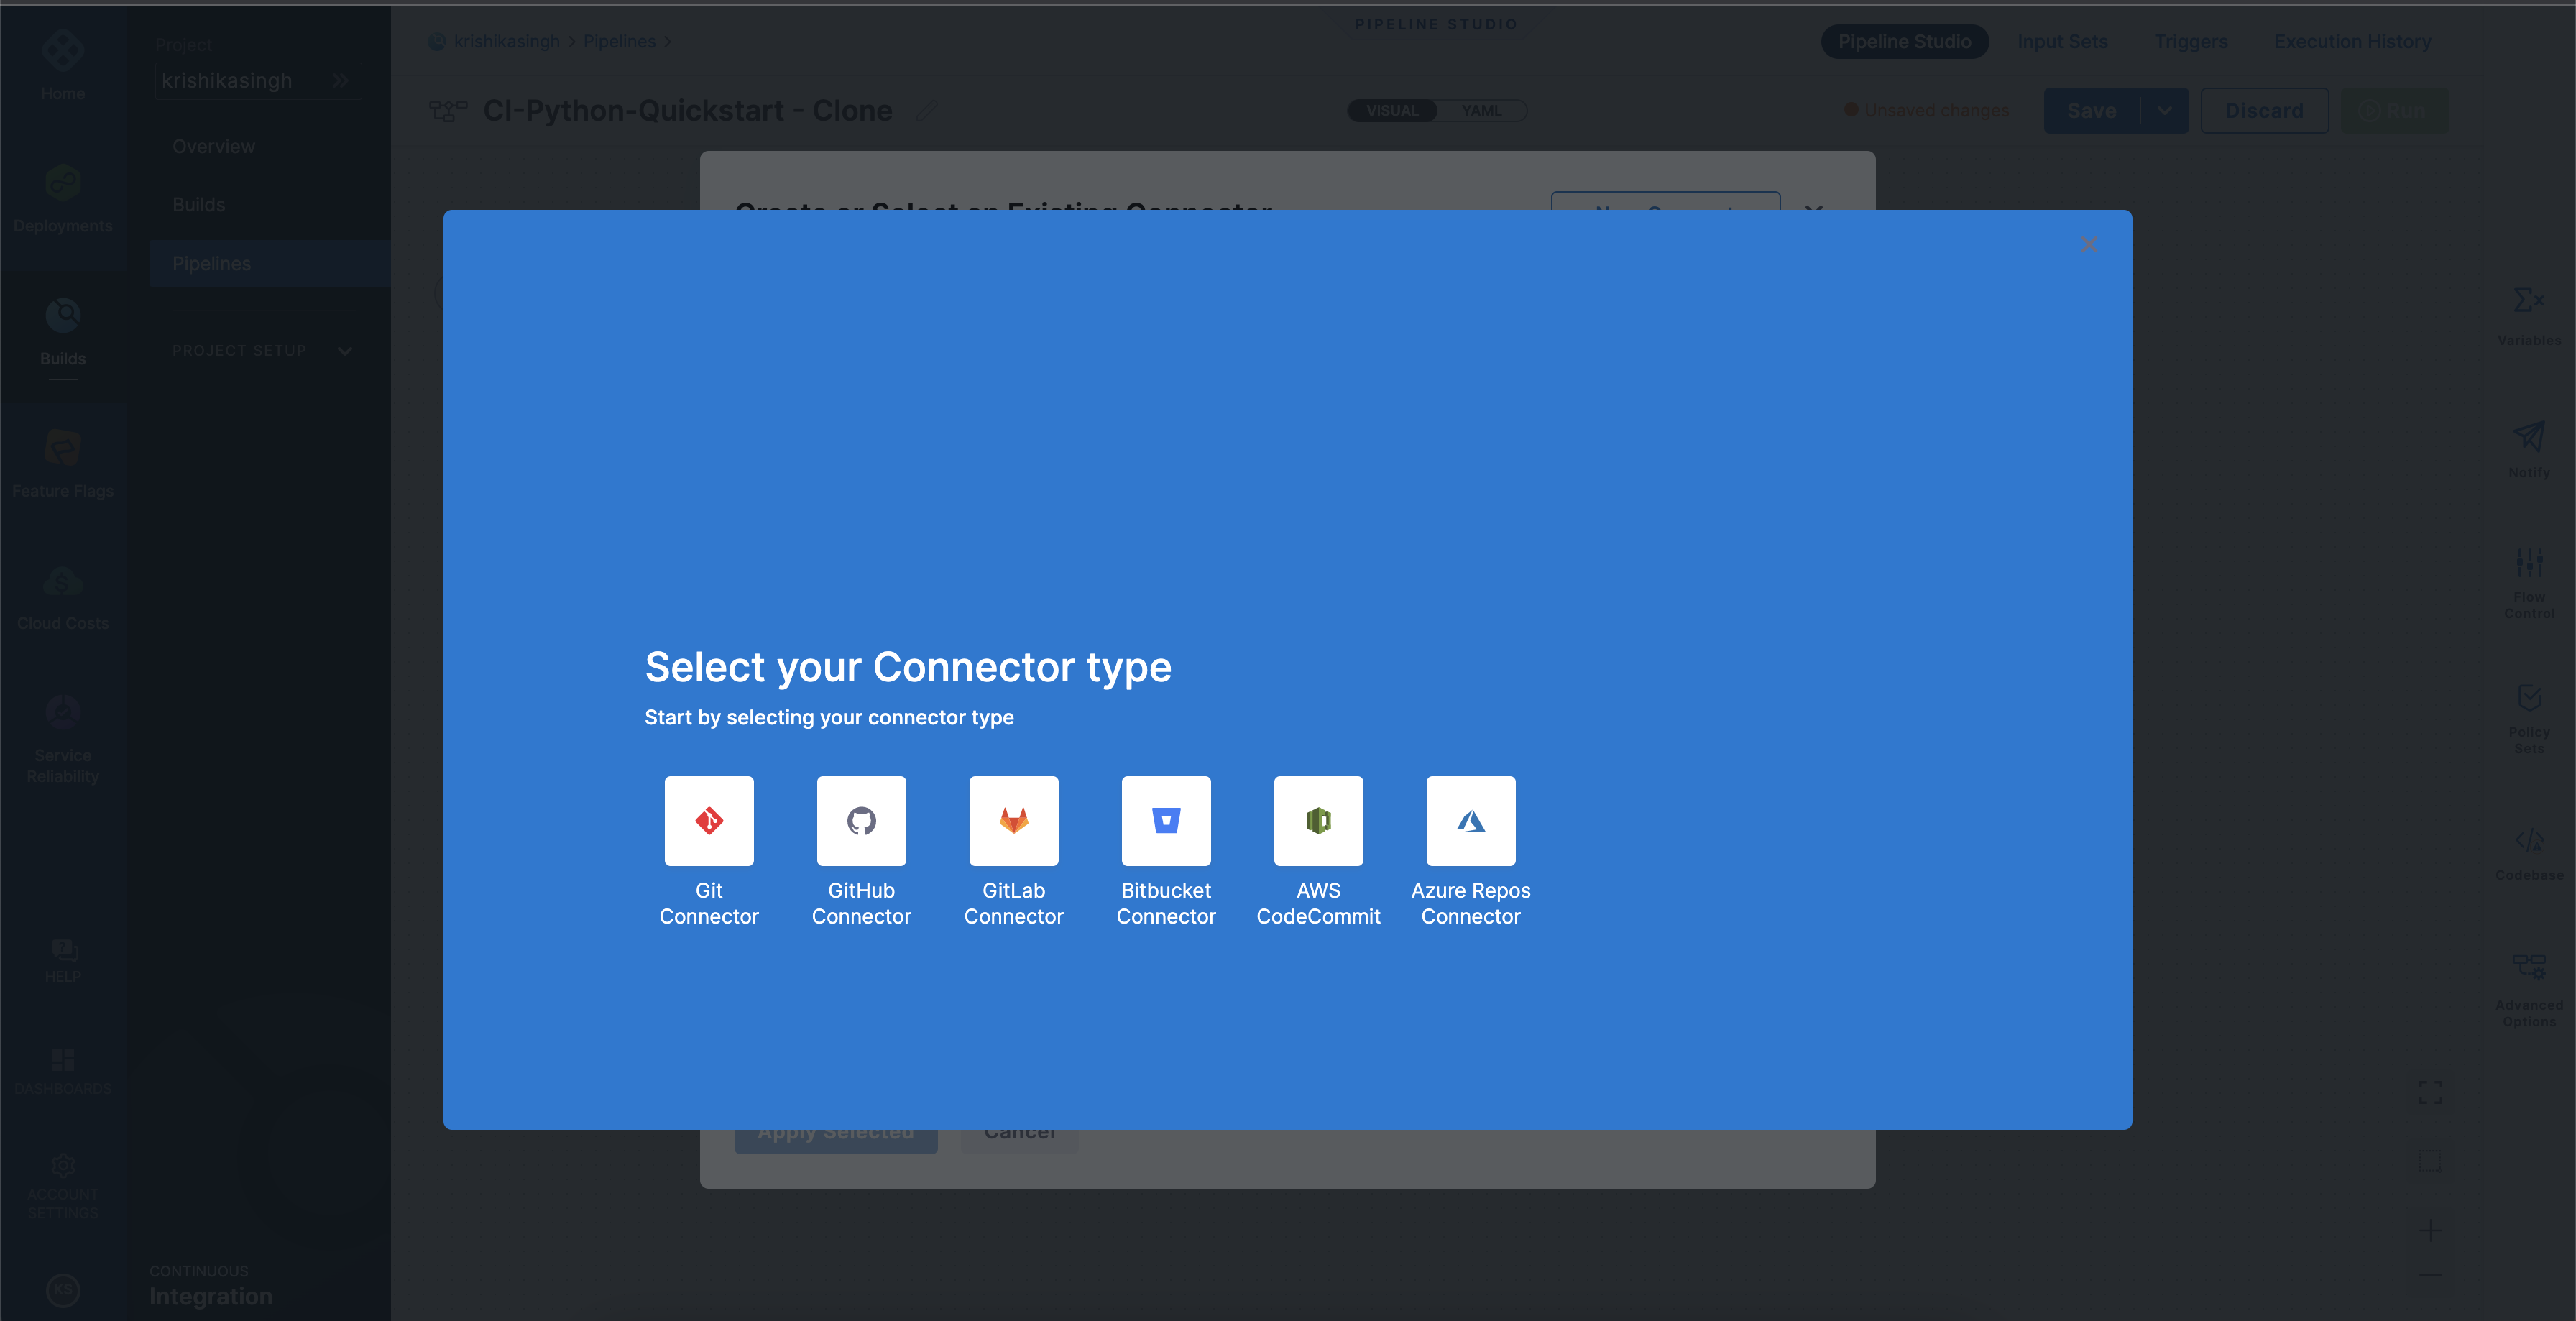 PIPELINE STUDIO
Project
krishikasingh
Home
krishikasingh > Pipelines >
Pipeline Studio
Input Sets
Triggers
Execution History
CI-Python-Quickstart - Clone
VISUAL
YAML
Unsaved changes
Save
Discard
Run
Overview
Builds
Pipelines
PROJECT SETUP
Deployments
Builds
Feature Flags
Cloud Costs
Service
Reliability
HELP
DASHBOARDS
ACCOUNT
SETTINGS
KS
CONTINUOUS
Integration
Create or Select an Existing Connector
Select your Connector type
Start by selecting your connector type
Git
Connector
GitHub
Connector
GitLab
Connector
Bitbucket
Connector
AWS
CodeCommit
Azure Repos
Connector
Apply Selected
Cancel
Variables
Notify
Flow
Control
Policy
Sets
Codebase
Advanced
Options